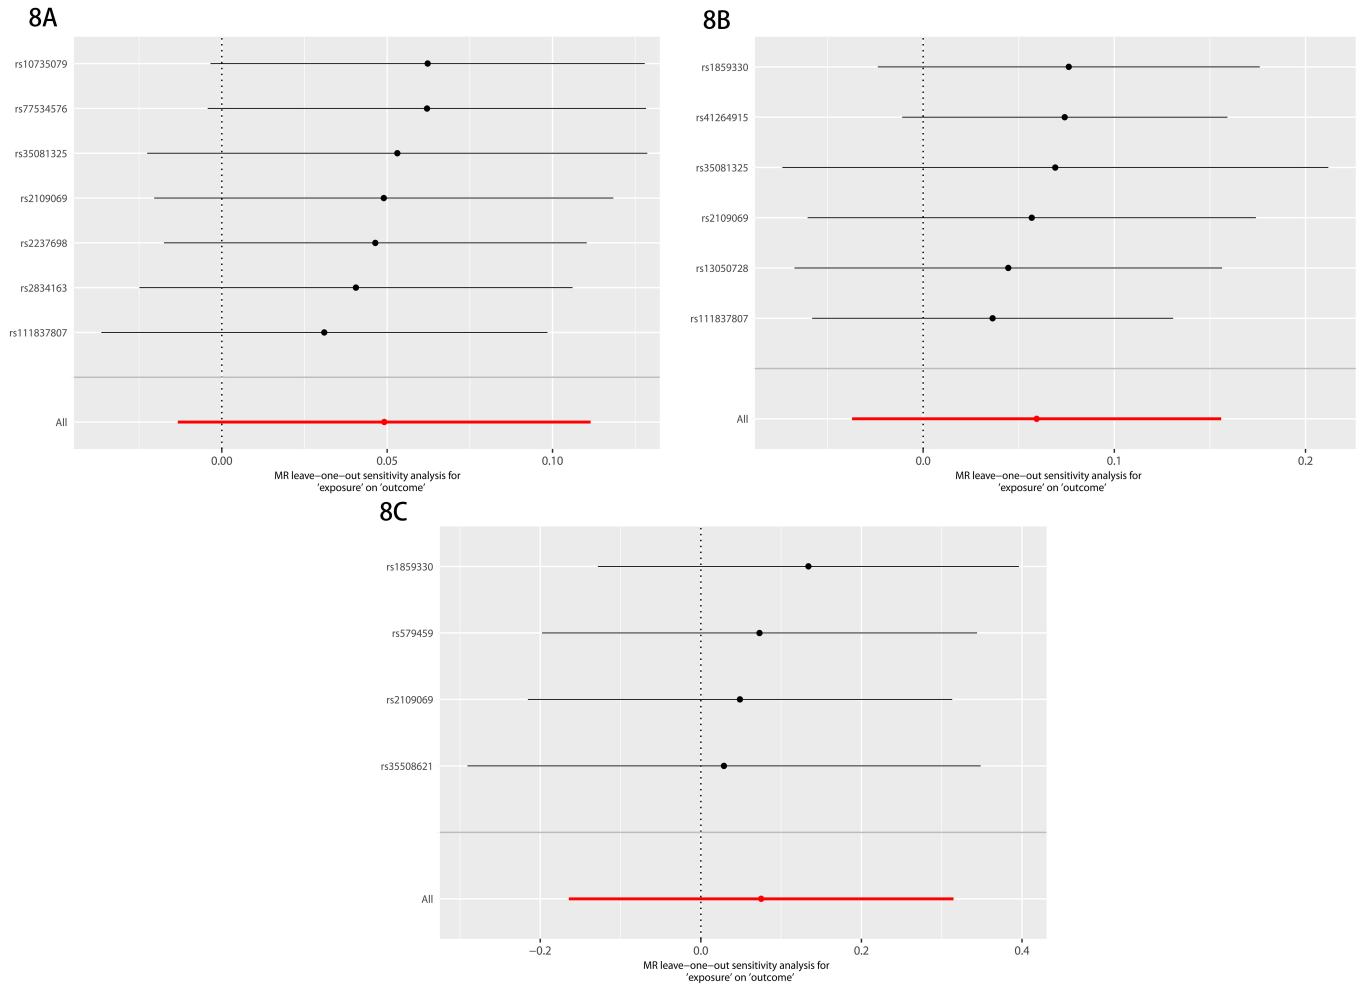 8A
rs10735079
rs77534576
rs35081325
rs2109069
rs2237698
rs2834163
rs111837807
All
0.00 0.05 0.10
MR leave−one−out sensitivity analysis for
'exposure' on 'outcome'
8B
rs1859330
rs41264915
rs35081325
rs2109069
rs13050728
rs111837807
All
0.0 0.1 0.2
MR leave−one−out sensitivity analysis for
'exposure' on 'outcome'
8C
rs1859330
rs579459
rs2109069
rs35508621
All
−0.2 0.0 0.2 0.4
MR leave−one−out sensitivity analysis for
'exposure' on 'outcome'